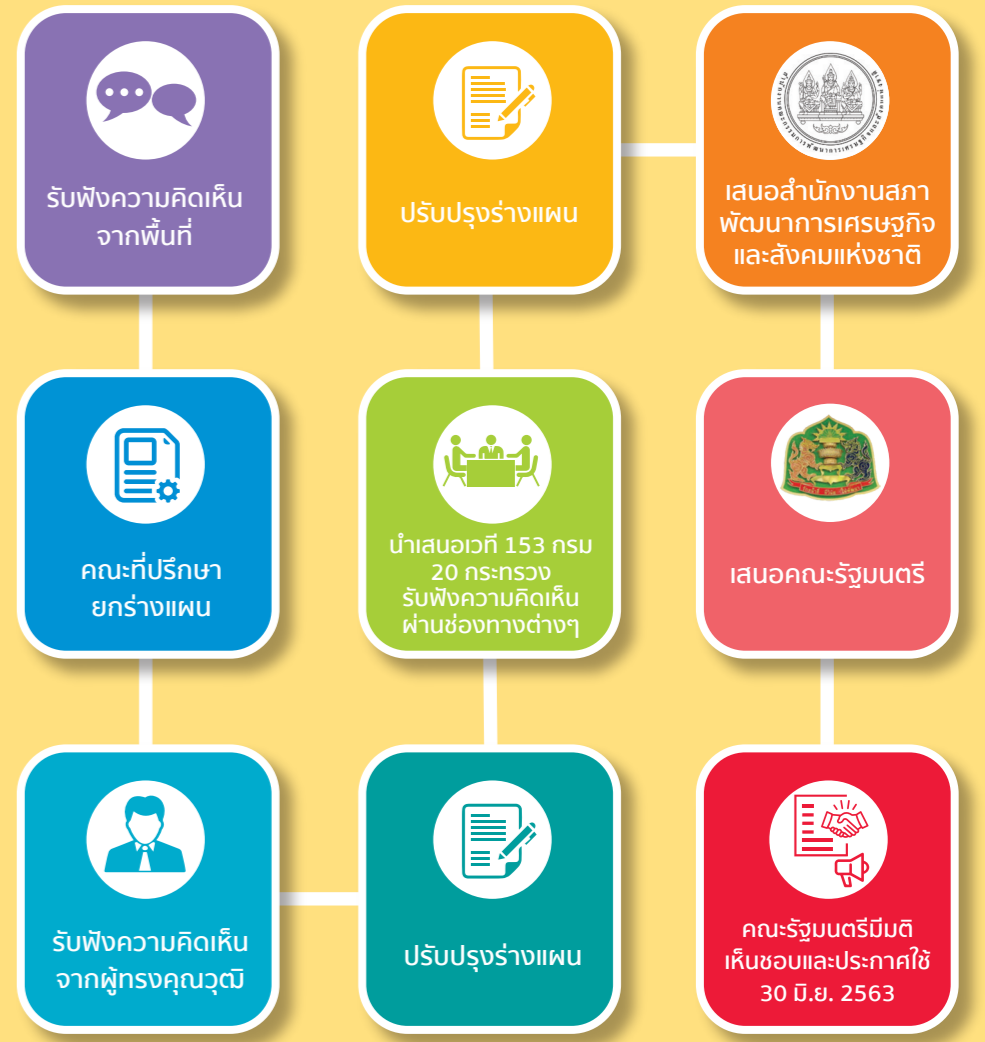 รับฟังความคิดเห็น
จากพื้นที่
คณะที่ปรึกษา
ยกร่างแผน
รับฟังความคิดเห็น
จากผู้ทรงคุณวุฒิ
ปรับปรุงร่างแผน
นำเสนอเวที 153 กรม
20 กระทรวง
รับฟังความคิดเห็น
ผ่านช่องทางต่างๆ
ปรับปรุงร่างแผน
เสนอสำนักงานสภา
พัฒนาการเศรษฐกิจ
และสังคมแห่งชาติ
เสนอคณะรัฐมนตรี
คณะรัฐมนตรีมีมติ
เห็นชอบและประกาศใช้
30 มิ.ย. 2563